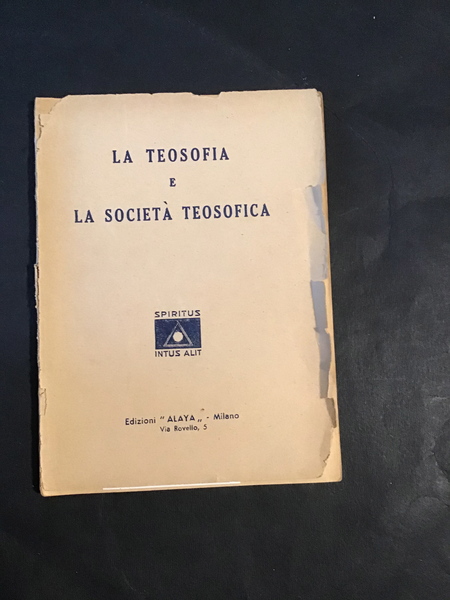 LA TEOSOFIA
E
LA SOCIETÀ TEOSOFICA
SPIRITUS
INTUS ALIT
Edizioni "ALAYA„ - Milano
Via Rovello, 5